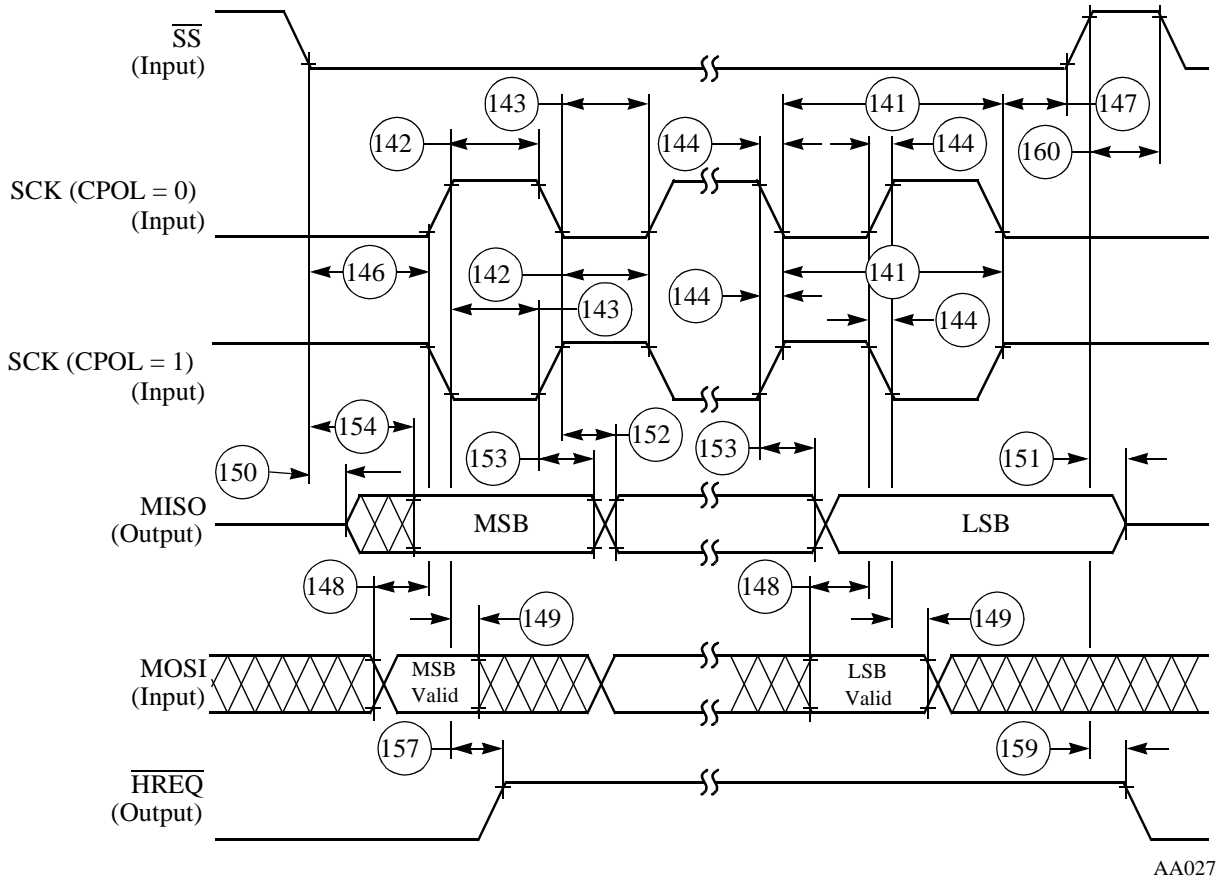 SS
(Input)
143
141
147
142
144
144
160
SCK (CPOL = 0)
(Input)
146
142
141
143
144
144
SCK (CPOL = 1)
(Input)
154
152
153
153
150
151
MISO
(Output)
MSB
LSB
148
148
149
149
MOSI
(Input)
MSB
Valid
LSB
Valid
157
159
HREQ
(Output)
AA027